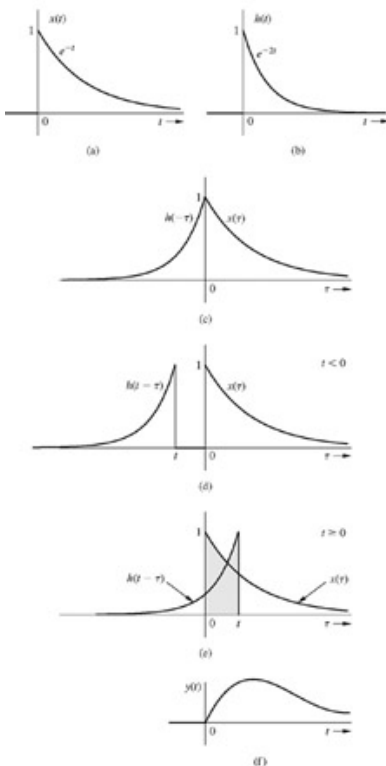 x(t)
1
e⁻ᵗ
0
t →
(a)
h(t)
1
e⁻²ᵗ
0
t →
(b)
1
h(−τ)
x(τ)
0
τ →
(c)
1
t < 0
h(t − τ)
x(τ)
t
0
τ →
(d)
1
t ≥ 0
h(t − τ)
x(τ)
0
t
τ →
(e)
y(t)
0
t →
(f)